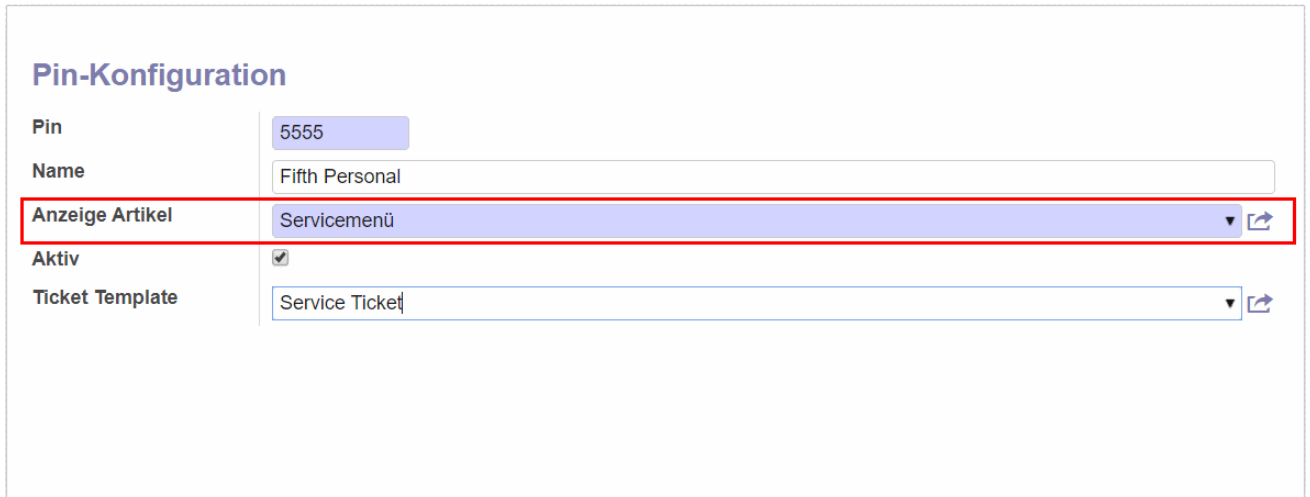 Pin-Konfiguration
Pin 5555
Name Fifth Personal
Anzeige Artikel Servicemenü
Aktiv
Ticket Template Service Ticket